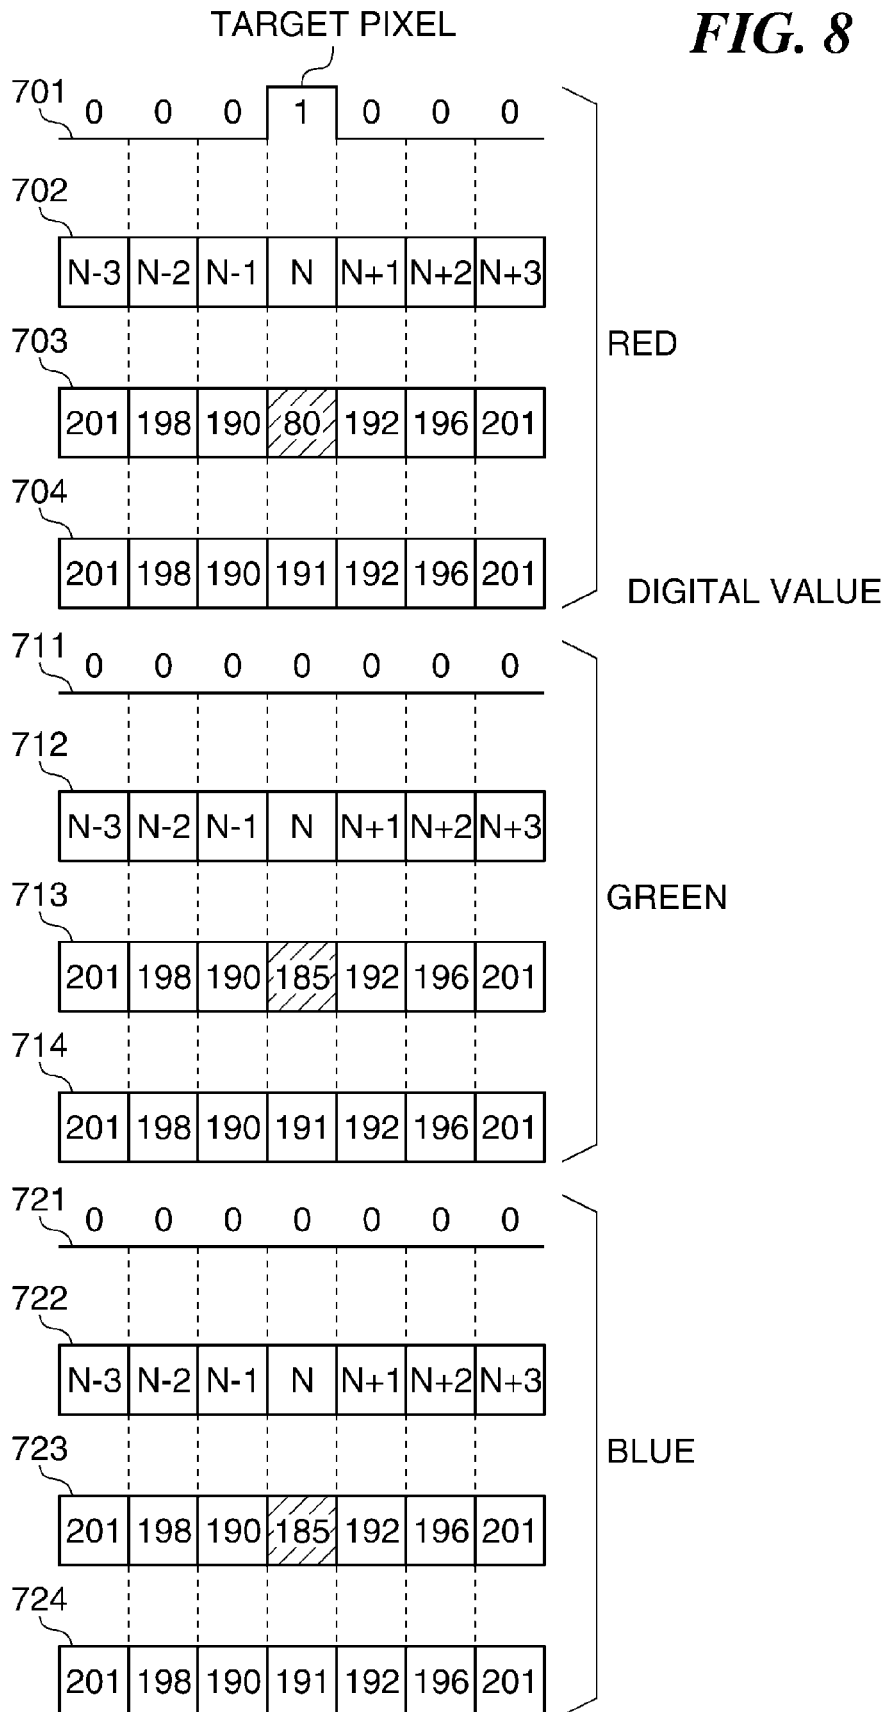 TARGET PIXEL
FIG. 8
701
0 0 0 1 0 0 0
702
N-3 N-2 N-1 N N+1 N+2 N+3
703
RED
201 198 190 80 192 196 201
704
201 198 190 191 192 196 201
DIGITAL VALUE
711
0 0 0 0 0 0 0
712
N-3 N-2 N-1 N N+1 N+2 N+3
713
GREEN
201 198 190 185 192 196 201
714
201 198 190 191 192 196 201
721
0 0 0 0 0 0 0
722
N-3 N-2 N-1 N N+1 N+2 N+3
723
BLUE
201 198 190 185 192 196 201
724
201 198 190 191 192 196 201